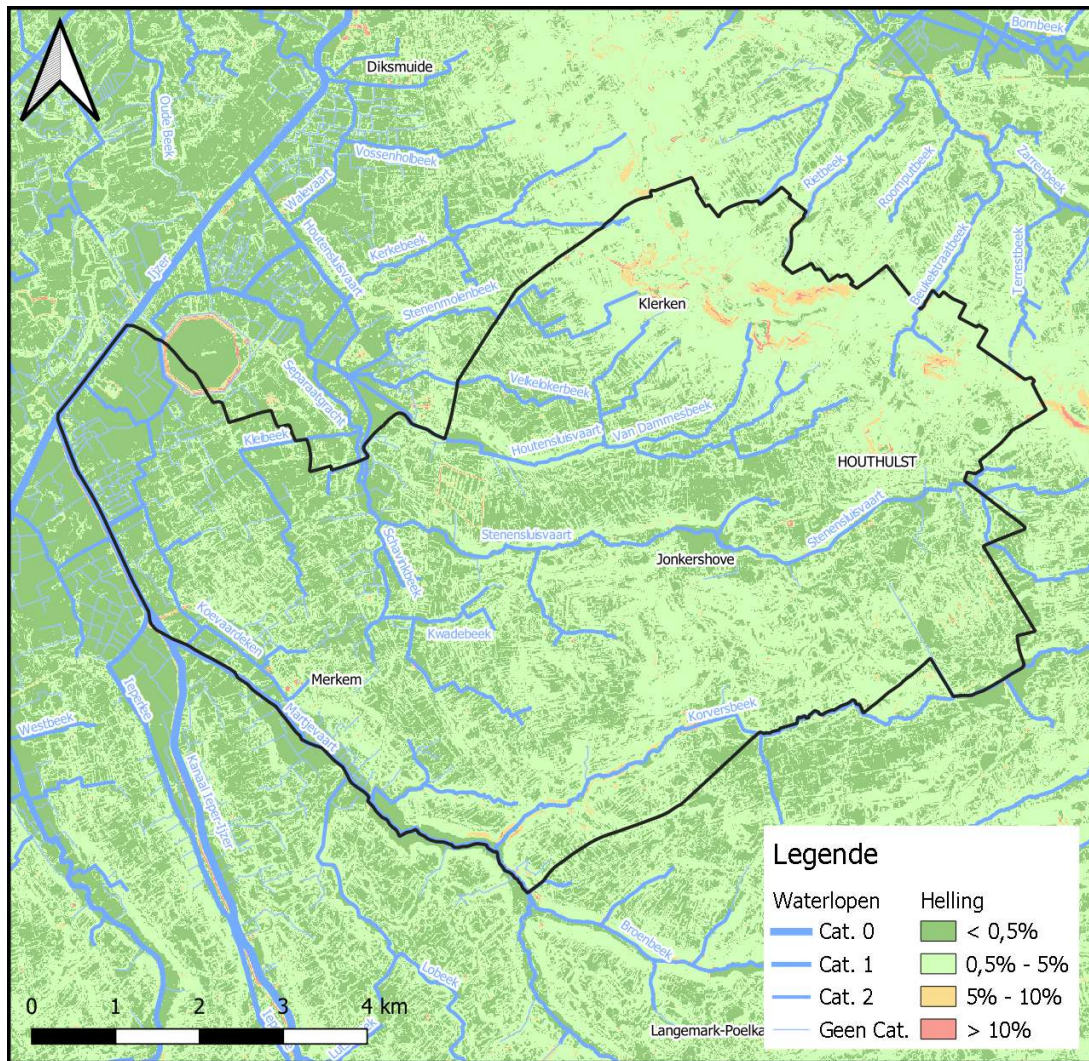 Bombeek
Diksmuide
Oude Beek
Vossenholbeek
Zarrenbeek
Rietbeek
Roomputbeek
Walevaart
Houtensluisvaart
Kerkebeek
Terrestbeek
IJzer
Beukelstraatbeek
Stenenmolenbeek
Klerken
Velkelokerbeek
Separaatgracht
Kleibeek
Houtensluisvaart
Van Dammesbeek
HOUTHULST
Stenensluisvaart
Stenensluisvaart
Schavinkbeek
Jonkershove
Koevaardeken
Kwadebeek
Merkem
Ieperlee
Martjevaart
Korversbeek
Westbeek
Kanaal Ieper-IJzer
Broenbeek
Lobeek
Langemark-Poelka
Legende
Waterlopen
Helling
Cat. 0
< 0,5%
Cat. 1
0,5% - 5%
Cat. 2
5% - 10%
Geen Cat.
> 10%
0 1 2 3 4 km